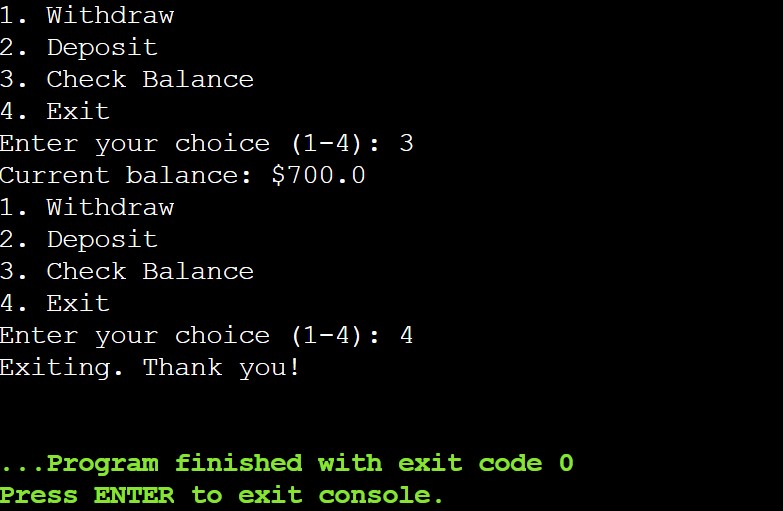 1. Withdraw
2. Deposit
3. Check Balance
4. Exit
Enter your choice (1-4): 3
Current balance: $700.0
1. Withdraw
2. Deposit
3. Check Balance
4. Exit
Enter your choice (1-4): 4
Exiting. Thank you!
...Program finished with exit code 0
Press ENTER to exit console.